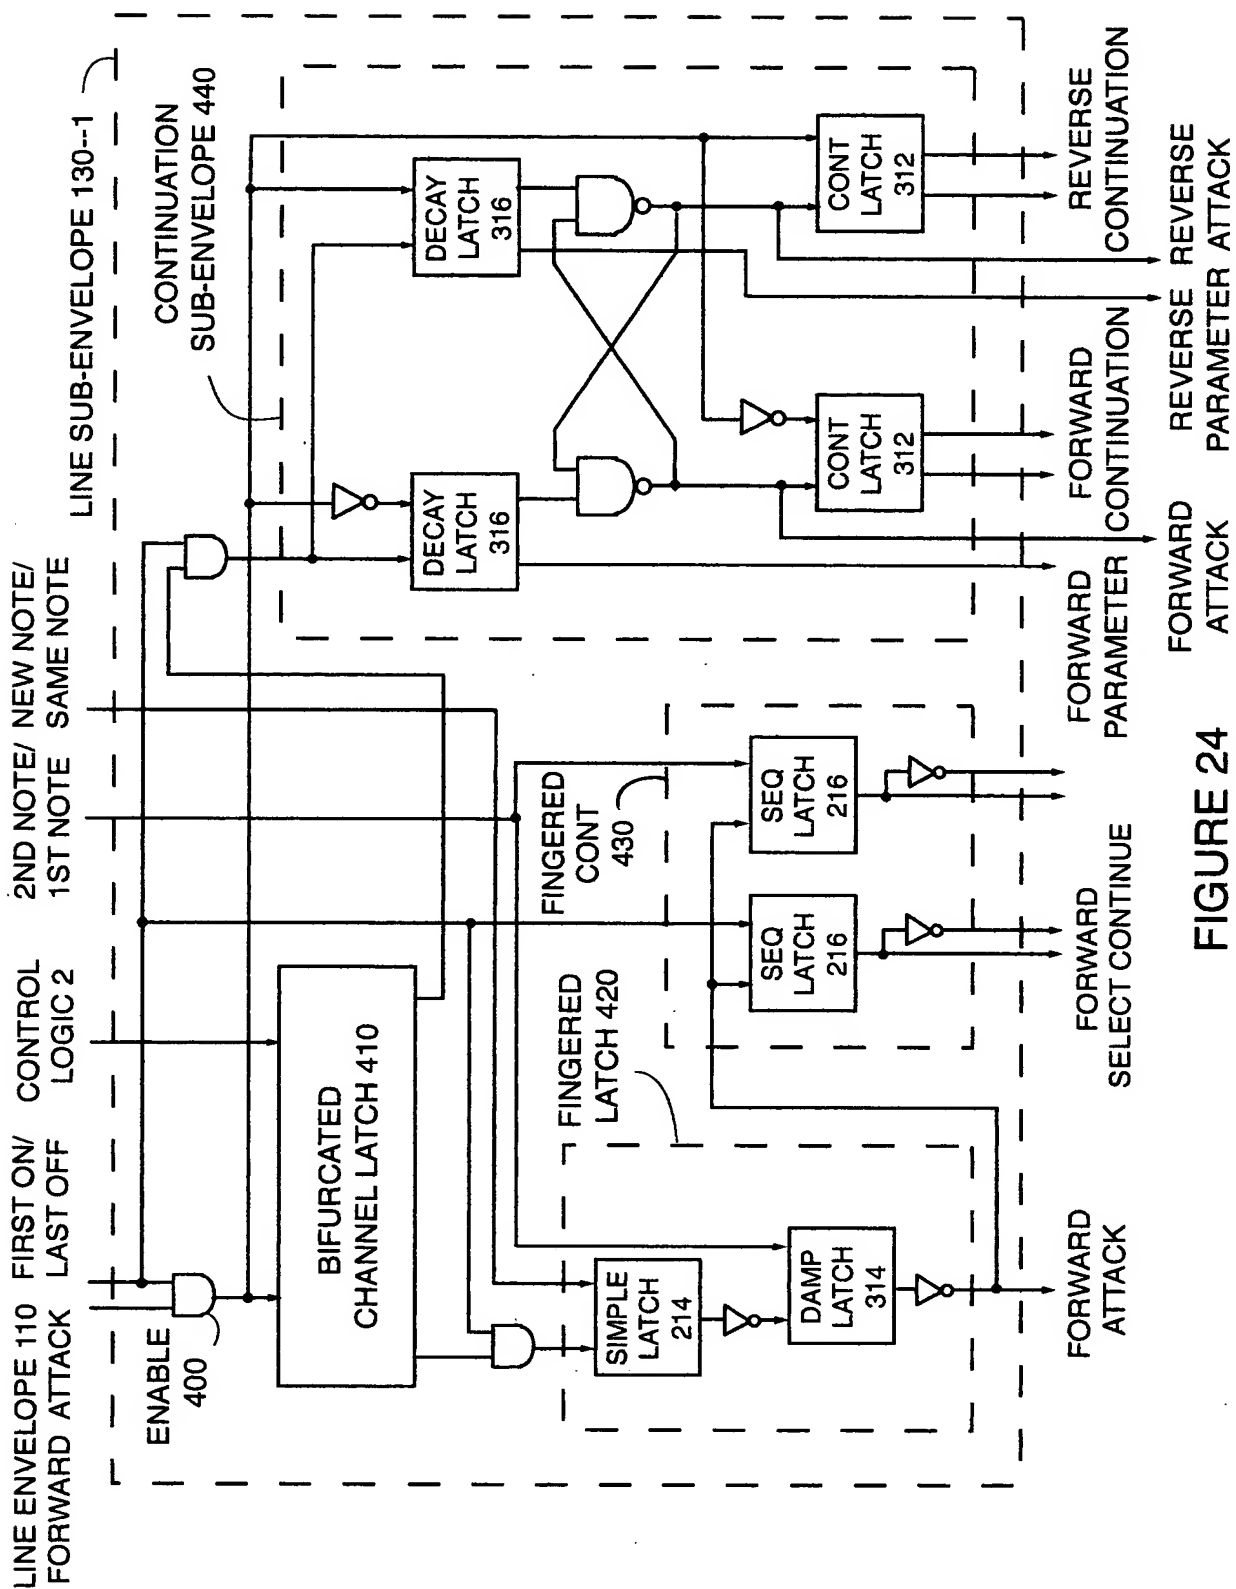 LINE ENVELOPE 110
FORWARD ATTACK
FIRST ON/
LAST OFF
CONTROL
LOGIC 2
2ND NOTE/
1ST NOTE
NEW NOTE/
SAME NOTE
LINE SUB-ENVELOPE 130--1
CONTINUATION
SUB-ENVELOPE 440
ENABLE
400
BIFURCATED
CHANNEL LATCH 410
DECAY
LATCH
316
DECAY
LATCH
316
FINGERED
CONT
430
FINGERED
LATCH 420
SIMPLE
LATCH
214
DAMP
LATCH
314
SEQ
LATCH
216
SEQ
LATCH
216
CONT
LATCH
312
CONT
LATCH
312
FORWARD
ATTACK
FORWARD
SELECT CONTINUE
FORWARD
PARAMETER
FORWARD
CONTINUATION
REVERSE
CONTINUATION
FORWARD
ATTACK
REVERSE
PARAMETER
REVERSE
ATTACK
FIGURE 24